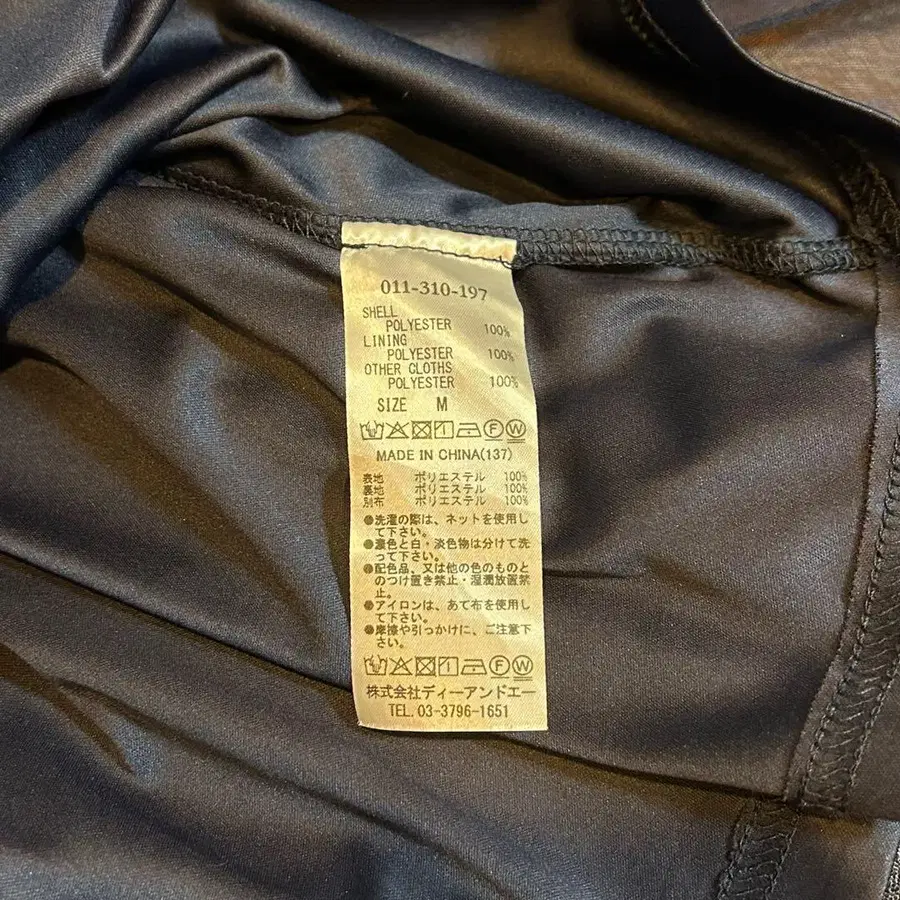 011-310-197
SHELL
POLYESTER 100%
LINING
POLYESTER 100%
OTHER CLOTHS
POLYESTER 100%
SIZE M
F W
MADE IN CHINA(137)
表地 ポリエステル 100%
裏地 ポリエステル 100%
別布 ポリエステル 100%
●洗濯の際は、ネットを使用し
て下さい。
●濃色と白・淡色物は分けて洗
って下さい。
●配色品、又は他の色のものと
のつけ置き禁止・湿潤放置禁
止。
●アイロンは、あて布を使用し
て下さい。
●摩擦や引っかけに、ご注意下
さい。
F W
株式会社ディーアンドエー
TEL. 03-3796-1651